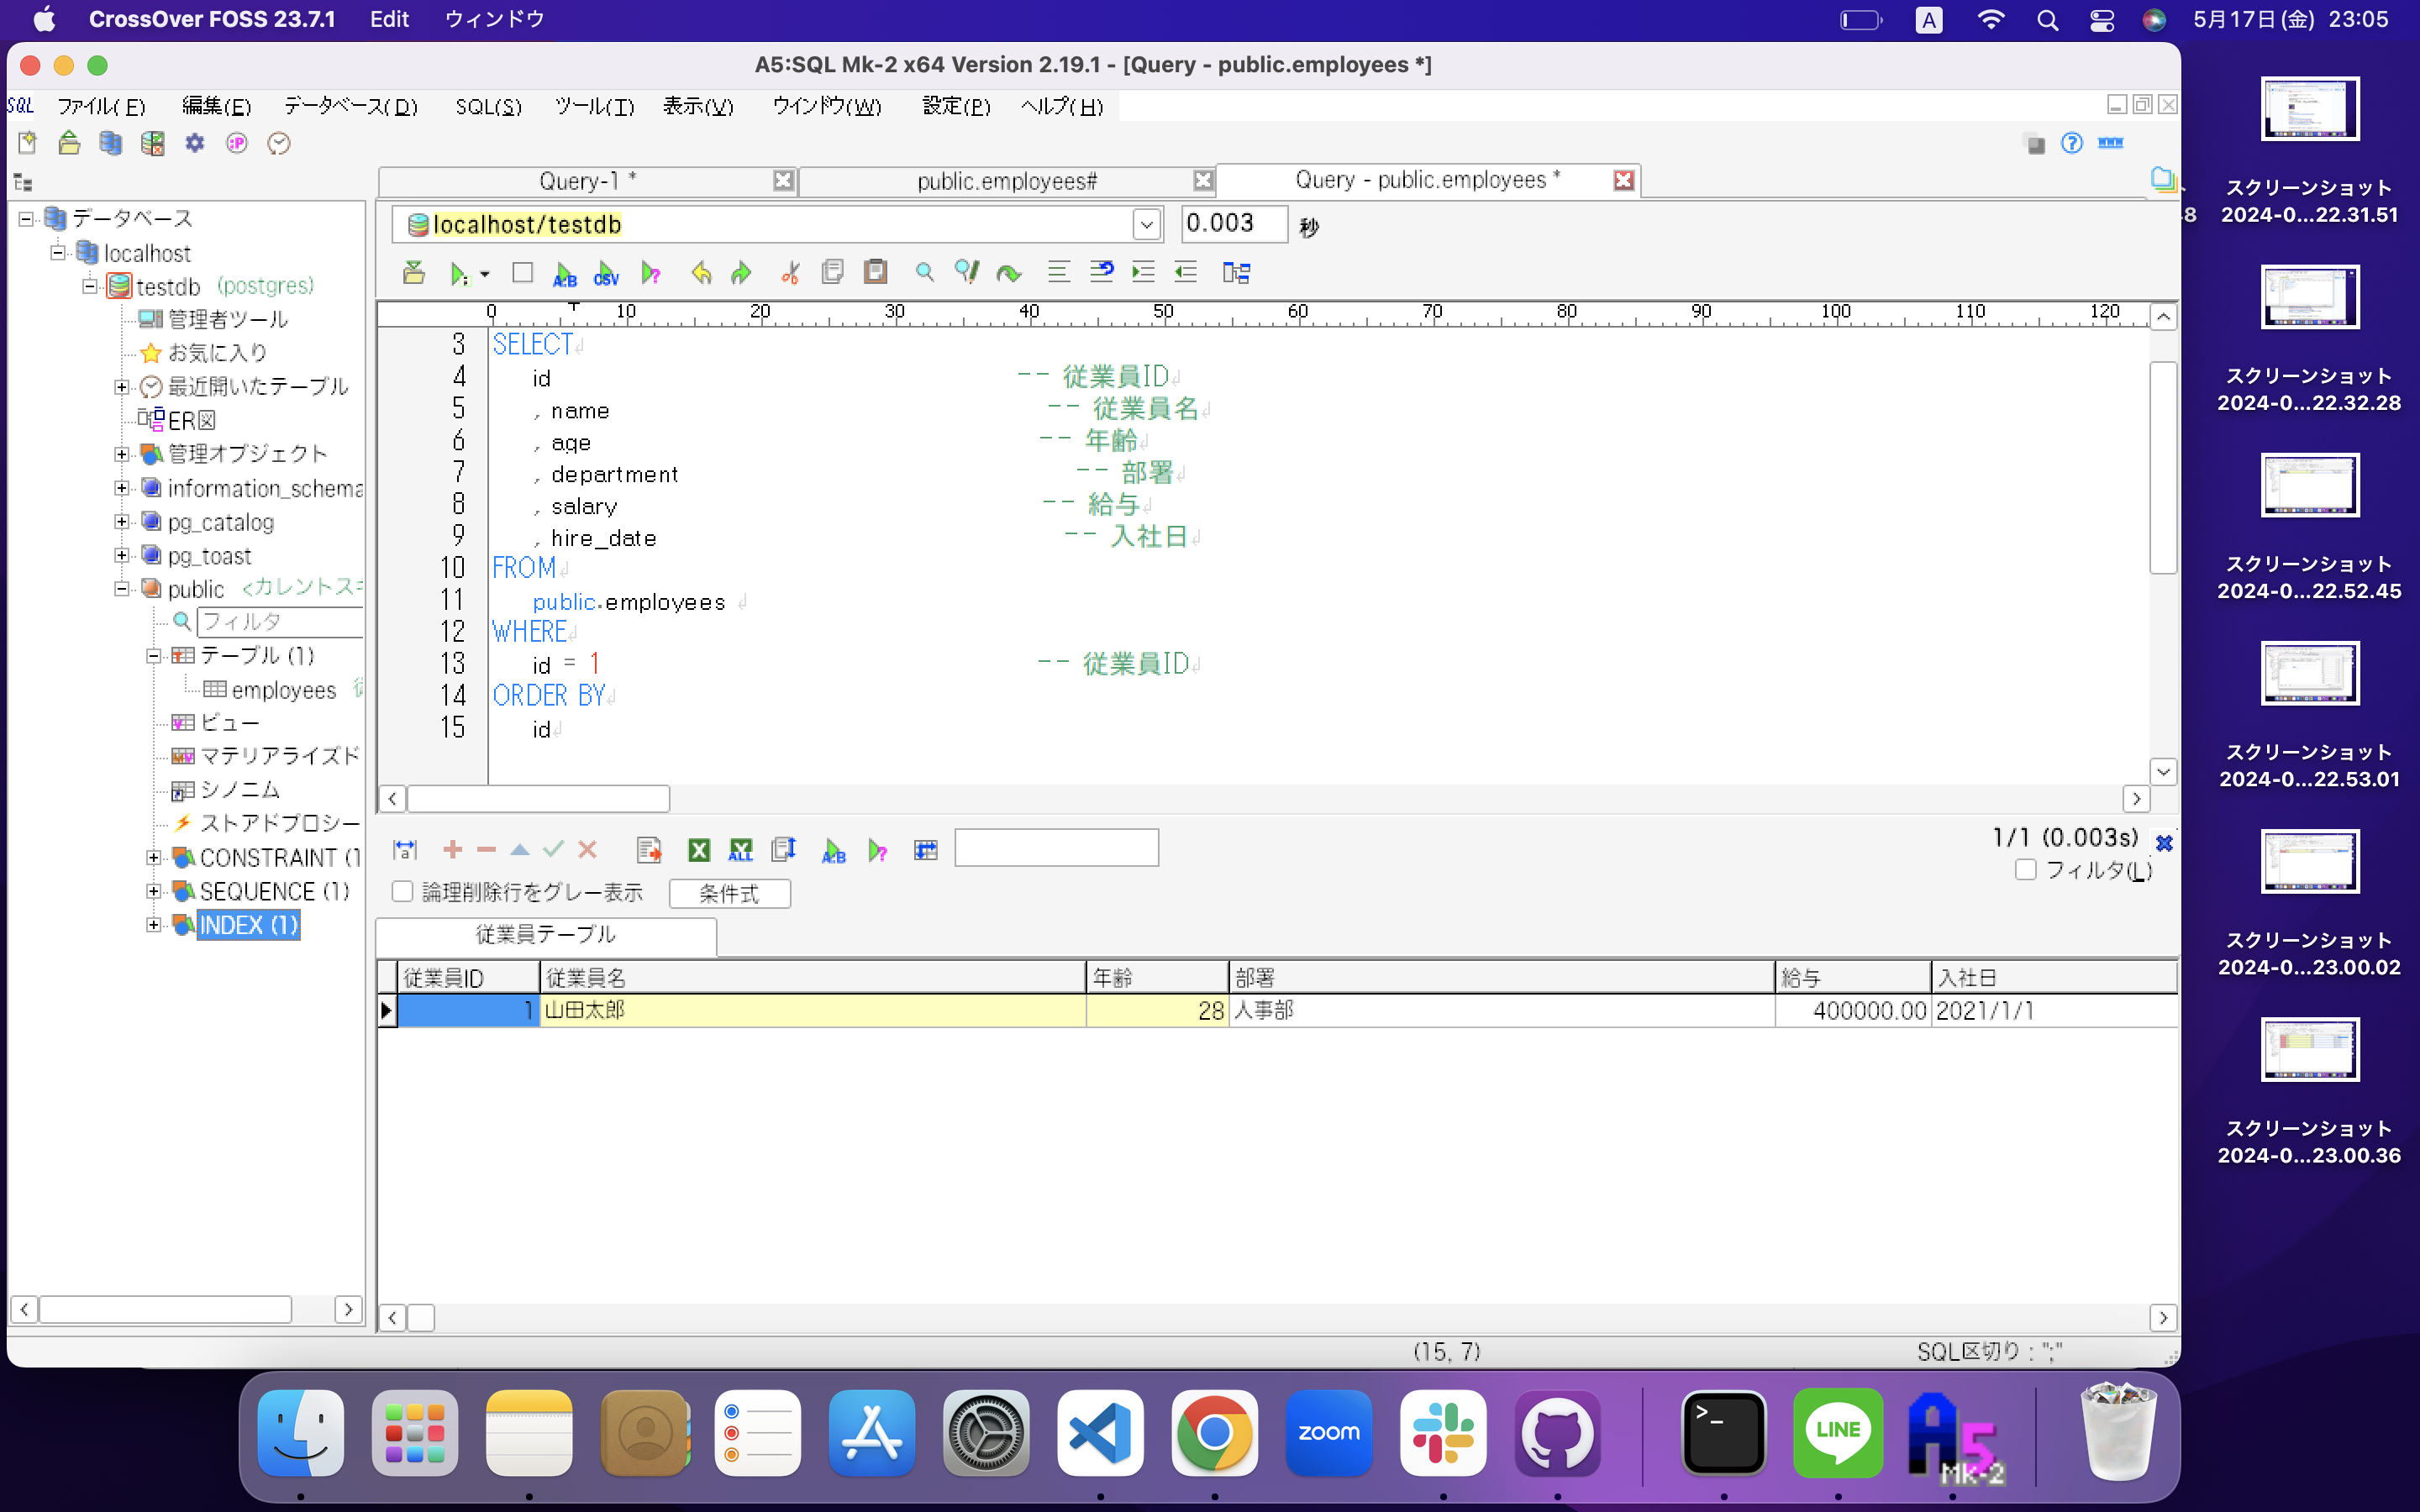 CrossOver FOSS 23.7.1 Edit ウィンドウ A 5月17日(金) 23:05
A5:SQL Mk-2 x64 Version 2.19.1 - [Query - public.employees *]
SQL ファイル(F) 編集(E) データベース(D) SQL(S) ツール(T) 表示(V) ウインドウ(W) 設定(P) ヘルプ(H)
Query-1 * public.employees# Query - public.employees *
localhost/testdb 0.003 秒
A:B CSV
0 10 20 30 40 50 60 70 80 90 100 110 120
データベース
localhost
testdb (postgres)
管理者ツール
お気に入り
最近開いたテーブル
ER図
管理オブジェクト
information_schema
pg_catalog
pg_toast
public <カレントスキ
フィルタ
テーブル (1)
employees 従
ビュー
マテリアライズド
シノニム
ストアドプロシー
CONSTRAINT (1
SEQUENCE (1)
INDEX (1)
3 SELECT
4 id -- 従業員ID
5 , name -- 従業員名
6 , age -- 年齢
7 , department -- 部署
8 , salary -- 給与
9 , hire_date -- 入社日
10 FROM
11 public.employees
12 WHERE
13 id = 1 -- 従業員ID
14 ORDER BY
15 id
ALL A:B 1/1 (0.003s)
フィルタ(L)
論理削除行をグレー表示 条件式
従業員テーブル
従業員ID 従業員名 年齢 部署 給与 入社日
1 山田太郎 28 人事部 400000.00 2021/1/1
(15, 7) SQL区切り : ";"
8
スクリーンショット
2024-0...22.31.51
スクリーンショット
2024-0...22.32.28
スクリーンショット
2024-0...22.52.45
スクリーンショット
2024-0...22.53.01
スクリーンショット
2024-0...23.00.02
スクリーンショット
2024-0...23.00.36
zoom
>_
LINE
A5
MK-2